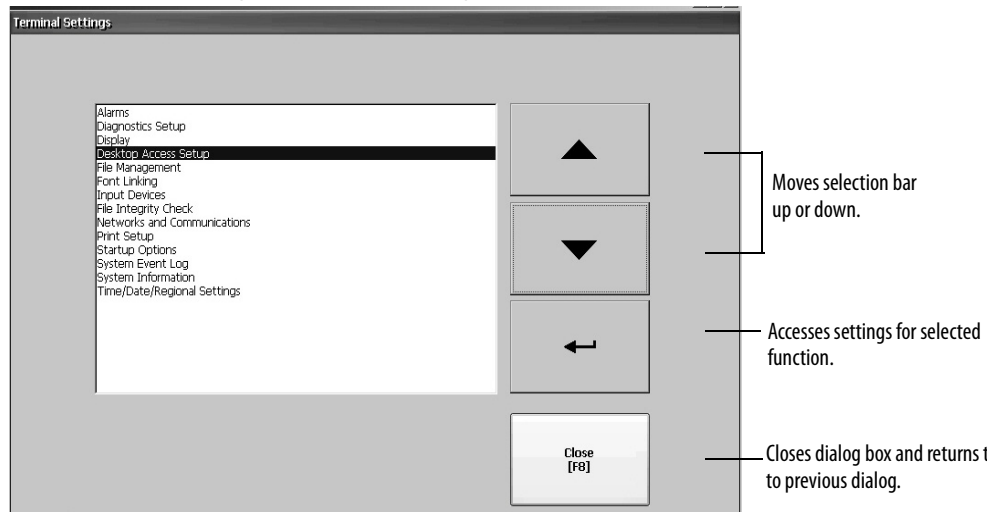 Terminal Settings
Alarms
Diagnostics Setup
Display
Desktop Access Setup
File Management
Font Linking
Input Devices
File Integrity Check
Networks and Communications
Print Setup
Startup Options
System Event Log
System Information
Time/Date/Regional Settings
Moves selection bar
up or down.
Accesses settings for selected
function.
Close
[F8]
Closes dialog box and returns t
to previous dialog.